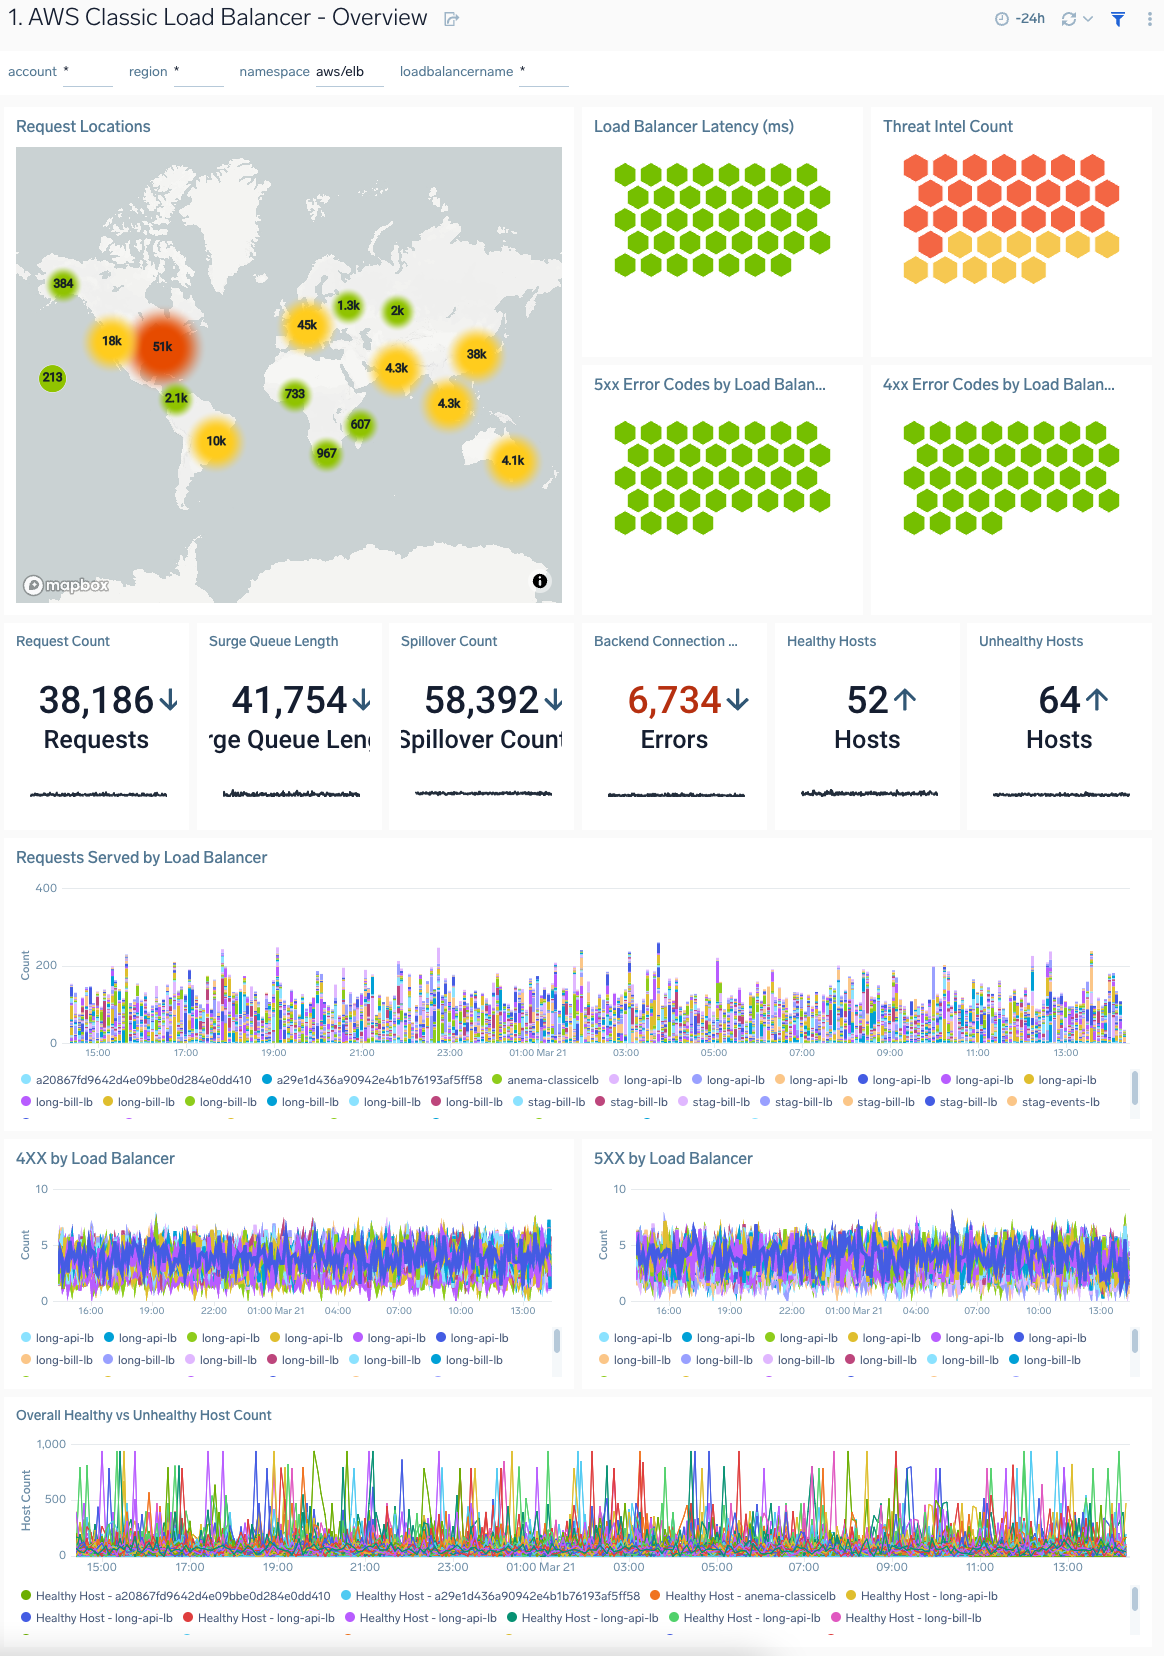 1. AWS Classic Load Balancer - Overview
-24h
account * region * namespace aws/elb loadbalancername *
Request Locations
384
18k
51k
213
2.1k
10k
45k
1.3k
2k
733
607
967
4.3k
38k
4.3k
4.1k
mapbox
Load Balancer Latency (ms)
Threat Intel Count
5xx Error Codes by Load Balan...
4xx Error Codes by Load Balan...
Request Count
38,186
Requests
Surge Queue Length
41,754
rge Queue Leng
Spillover Count
58,392
Spillover Count
Backend Connection ...
6,734
Errors
Healthy Hosts
52
Hosts
Unhealthy Hosts
64
Hosts
Requests Served by Load Balancer
400
200
0
Count
15:00 17:00 19:00 21:00 23:00 01:00 Mar 21 03:00 05:00 07:00 09:00 11:00 13:00
a20867fd9642d4e09bbe0d284e0dd410 a29e1d436a90942e4b1b76193af5ff58 anema-classicelb long-api-lb long-api-lb long-api-lb long-api-lb long-api-lb long-api-lb
long-bill-lb long-bill-lb long-bill-lb long-bill-lb long-bill-lb long-bill-lb stag-bill-lb stag-bill-lb stag-bill-lb stag-bill-lb stag-bill-lb stag-bill-lb stag-events-lb
4XX by Load Balancer
10
5
0
Count
16:00 19:00 22:00 01:00 Mar 21 04:00 07:00 10:00 13:00
long-api-lb long-api-lb long-api-lb long-api-lb long-api-lb long-api-lb
long-bill-lb long-bill-lb long-bill-lb long-bill-lb long-bill-lb long-bill-lb
5XX by Load Balancer
10
5
0
Count
16:00 19:00 22:00 01:00 Mar 21 04:00 07:00 10:00 13:00
long-api-lb long-api-lb long-api-lb long-api-lb long-api-lb long-api-lb
long-bill-lb long-bill-lb long-bill-lb long-bill-lb long-bill-lb long-bill-lb
Overall Healthy vs Unhealthy Host Count
1,000
500
0
Host Count
15:00 17:00 19:00 21:00 23:00 01:00 Mar 21 03:00 05:00 07:00 09:00 11:00 13:00
Healthy Host - a20867fd9642d4e09bbe0d284e0dd410 Healthy Host - a29e1d436a90942e4b1b76193af5ff58 Healthy Host - anema-classicelb Healthy Host - long-api-lb
Healthy Host - long-api-lb Healthy Host - long-api-lb Healthy Host - long-api-lb Healthy Host - long-api-lb Healthy Host - long-api-lb Healthy Host - long-bill-lb